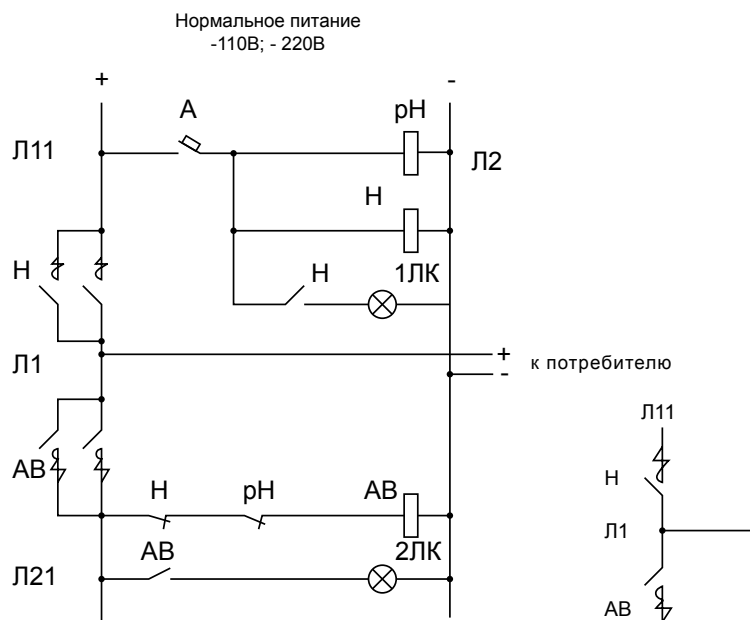 Нормальное питание
-110В; - 220В
+
-
А
рН
Л11
Л2
Н
Н
Н
1ЛК
Л1
+
-
к потребителю
Л11
Н
АВ
Н
рН
АВ
Л1
АВ
2ЛК
Л21
АВ